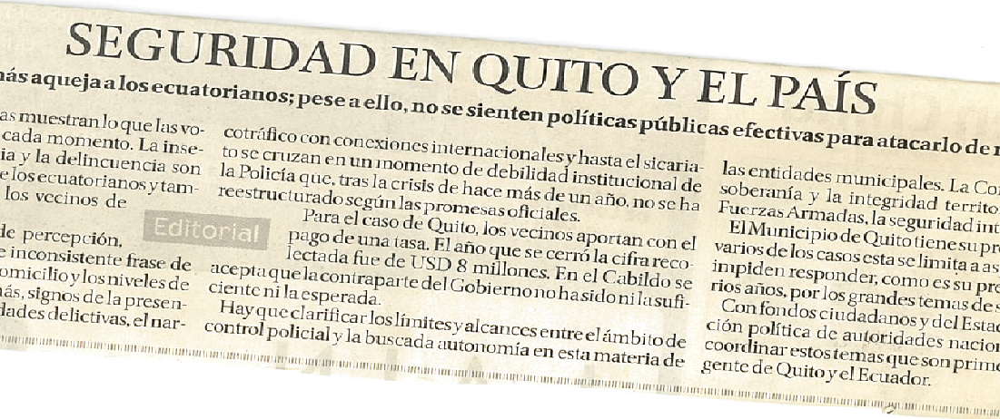 SEGURIDAD EN QUITO Y EL PAÍS
más aqueja a los ecuatorianos; pese a ello, no se sienten políticas públicas efectivas para atacarlo de
as muestran lo que las vo-
cada momento. La inse-
ia y la delincuencia son
e los ecuatorianos y tam-
los vecinos de
de percepción,
e inconsistente frase de
omicilio y los niveles de
más, signos de la presen-
dades delictivas, el nar-
Editorial
cotráfico con conexiones internacionales y hasta el sicaria-
to se cruzan en un momento de debilidad institucional de
la Policía que, tras la crisis de hace más de un año, no se ha
reestructurado según las promesas oficiales.
Para el caso de Quito, los vecinos aportan con el
pago de una tasa. El año que se cerró la cifra reco-
lectada fue de USD 8 millones. En el Cabildo se
acepta que la contraparte del Gobierno no ha sido ni la sufi-
ciente ni la esperada.
Hay que clarificar los límites y alcances entre el ámbito de
control policial y la buscada autonomía en esta materia de
las entidades municipales. La Co
soberanía y la integridad territo
Fuerzas Armadas, la seguridad int
El Municipio de Quito tiene su pr
varios de los casos esta se limita a as
impiden responder, como es su pre
rios años, por los grandes temas de s
Con fondos ciudadanos y del Estad
ción política de autoridades nacion
coordinar estos temas que son prime
gente de Quito y el Ecuador.